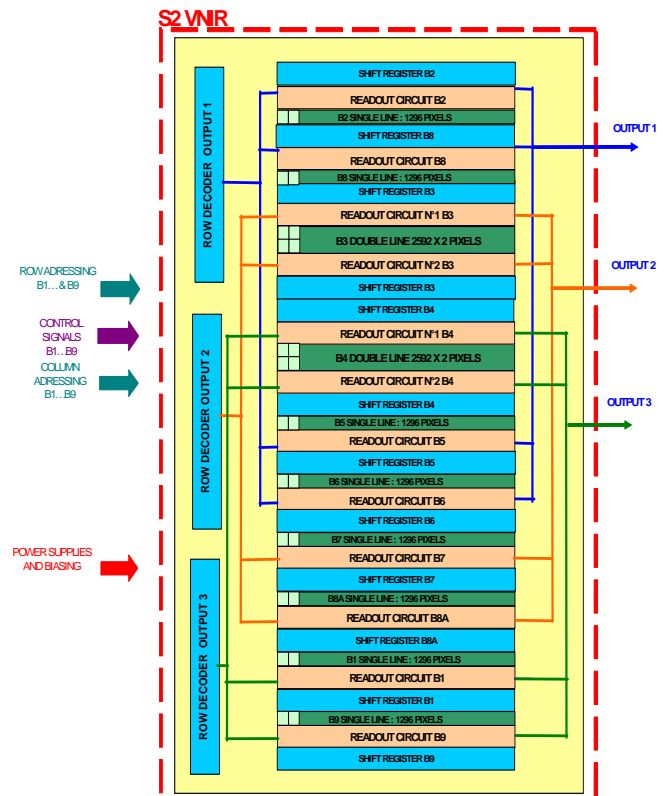 S2 VNIR
SHIFT REGISTER B2
READOUT CIRCUIT B2
B2 SINGLE LINE : 1296 PIXELS
SHIFT REGISTER B8
READOUT CIRCUIT B8
B8 SINGLE LINE : 1296 PIXELS
SHIFT REGISTER B3
READOUT CIRCUIT N°1 B3
B3 DOUBLE LINE 2592 X 2 PIXELS
READOUT CIRCUIT N°2 B3
SHIFT REGISTER B3
SHIFT REGISTER B4
READOUT CIRCUIT N°1 B4
B4 DOUBLE LINE 2592 X 2 PIXELS
READOUT CIRCUIT N°2 B4
SHIFT REGISTER B4
B5 SINGLE LINE : 1296 PIXELS
READOUT CIRCUIT B5
SHIFT REGISTER B5
B6 SINGLE LINE : 1296 PIXELS
READOUT CIRCUIT B6
SHIFT REGISTER B6
B7 SINGLE LINE : 1296 PIXELS
READOUT CIRCUIT B7
SHIFT REGISTER B7
B8A SINGLE LINE : 1296 PIXELS
READOUT CIRCUIT B8A
SHIFT REGISTER B8A
B1 SINGLE LINE : 1296 PIXELS
READOUT CIRCUIT B1
SHIFT REGISTER B1
B9 SINGLE LINE : 1296 PIXELS
READOUT CIRCUIT B9
SHIFT REGISTER B9
ROW DECODER OUTPUT 1
ROW DECODER OUTPUT 2
ROW DECODER OUTPUT 3
ROW ADRESSING
B1...& B9
CONTROL
SIGNALS
B1...B9
COLUMN
ADRESSING
B1...B9
POWER SUPPLIES
AND BIASING
OUTPUT 1
OUTPUT 2
OUTPUT 3